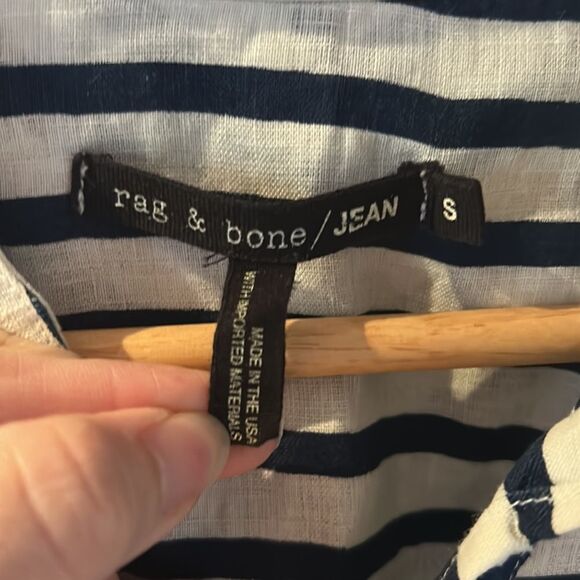 rag & bone/JEAN
S
MADE IN THE USA
WITH IMPORTED MATERIALS